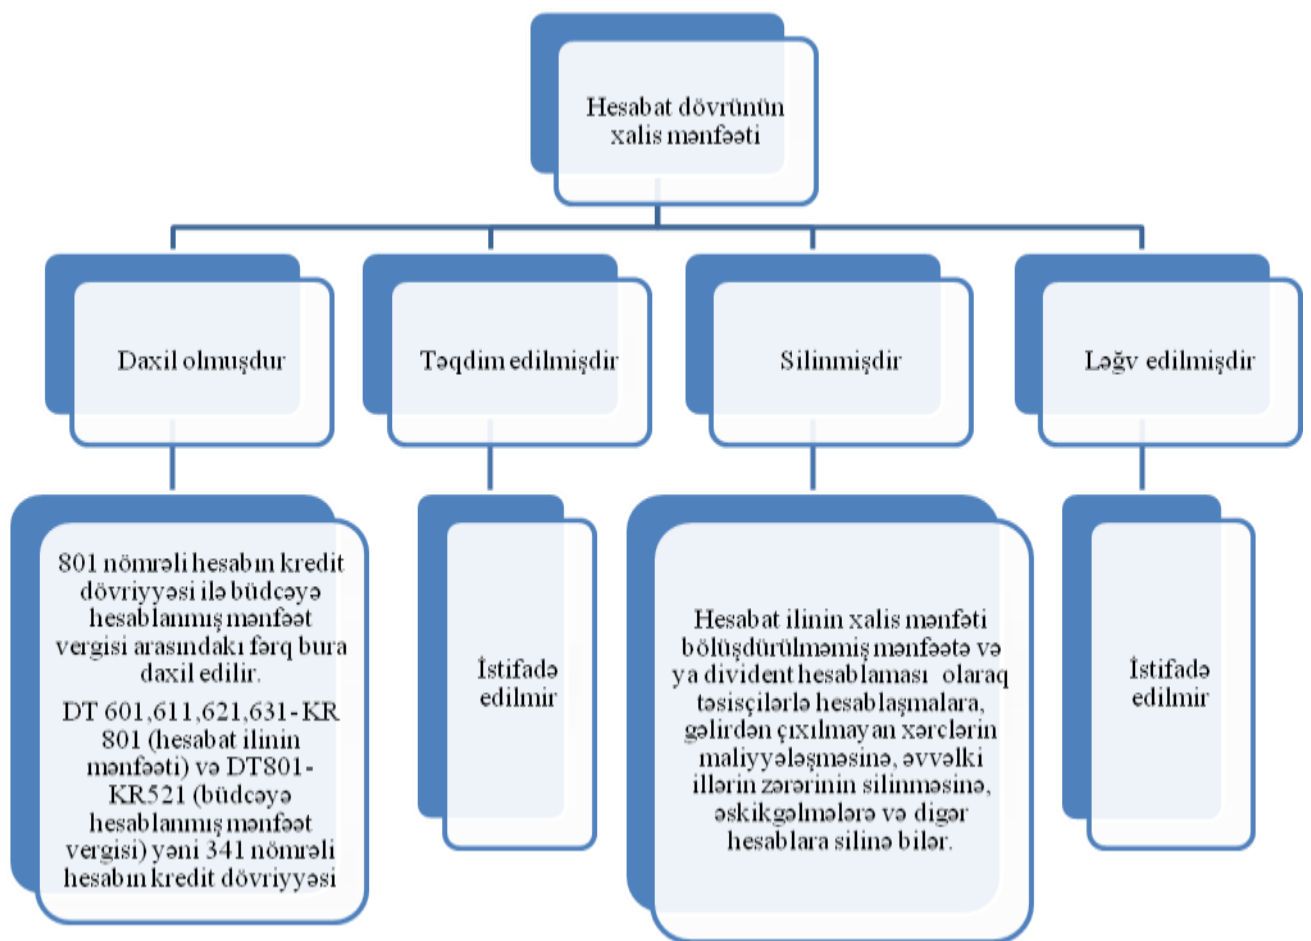 Hesabat dövrünün
xalis mənfəəti
Daxil olmuşdur
Təqdim edilmişdir
Silinmişdir
Ləğv edilmişdir
801 nömrəli hesabın kredit
dövriyyəsi ilə büdcəyə
hesablanmış mənfəət
vergisi arasındakı fərq bura
daxil edilir.
DT 601,611,621,631- KR
801 (hesabat ilinin
mənfəəti) və DT801-
KR521 (büdcəyə
hesablanmış mənfəət
vergisi) yəni 341 nömrəli
hesabın kredit dövriyyəsi
İstifadə
edilmir
Hesabat ilinin xalis mənfəti
bölüşdürülməmiş mənfəətə və
ya divident hesablaması olaraq
təsisçilərlə hesablaşmalara,
gəlirdən çıxılmayan xərclərin
maliyyələşməsinə, əvvəlki
illərin zərərinin silinməsinə,
əskikgəlmələrə və digər
hesablara silinə bilər.
İstifadə
edilmir